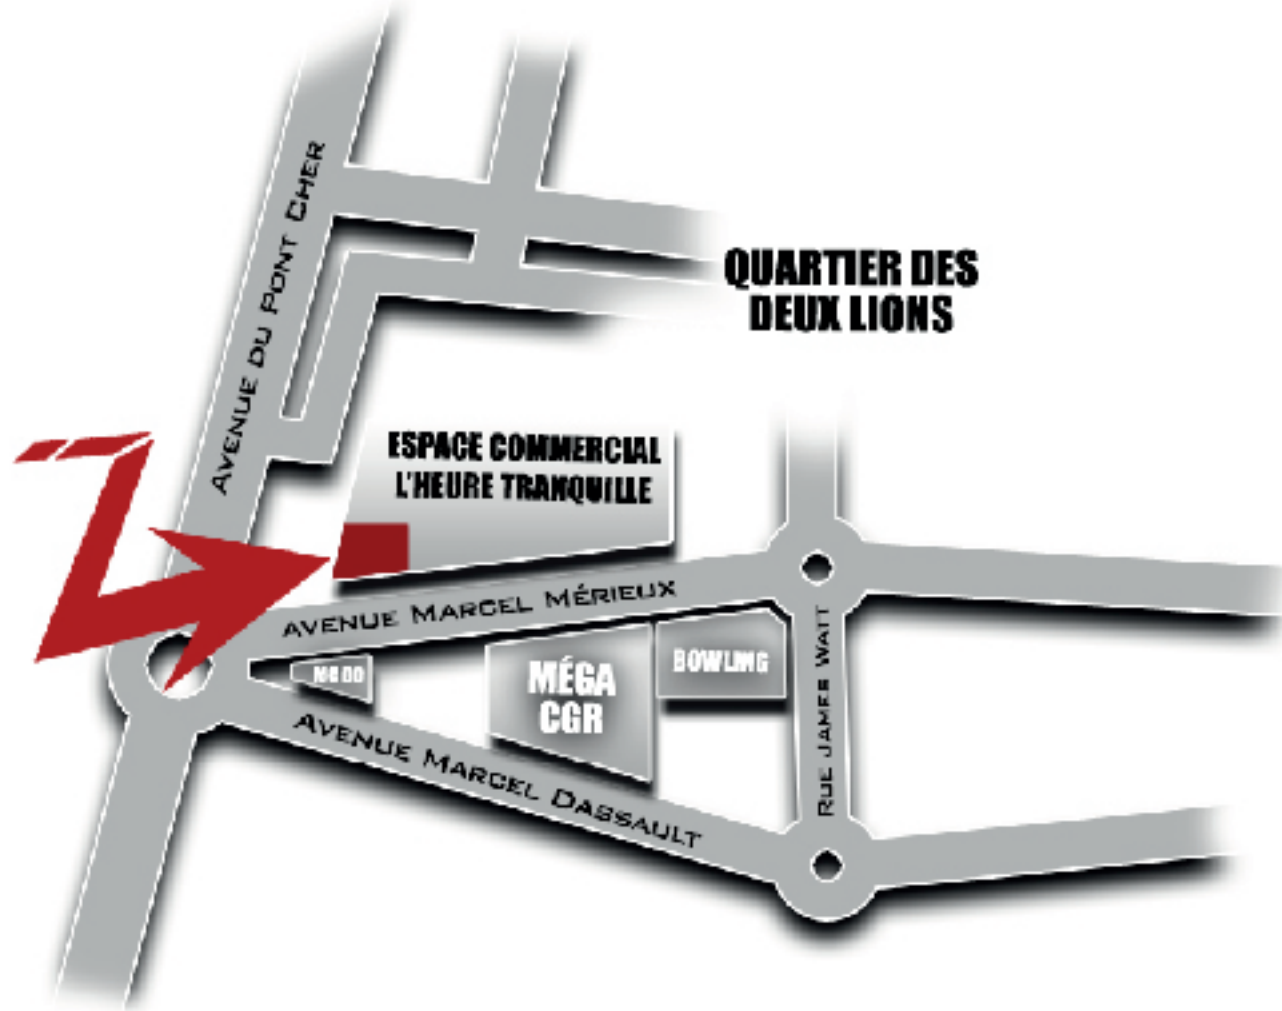 AVENUE DU PONT CHER
QUARTIER DES
DEUX LIONS
ESPACE COMMERCIAL
L'HEURE TRANQUILLE
AVENUE MARCEL MÉRIEUX
MÉGA
CGR
BOWLING
RUE JAMES WATT
AVENUE MARCEL DASSAULT